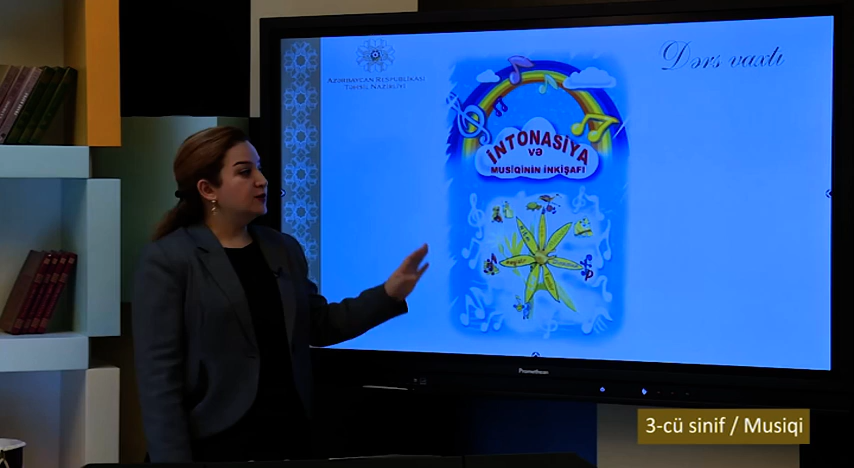 AZƏRBAYCAN RESPUBLİKASI
TƏHSİL NAZİRLİYİ
Dərs vaxtı
İNTONASİYA
VƏ
MUSİQİNİN İNKİŞAFI
Promethean
3-cü sinif / Musiqi